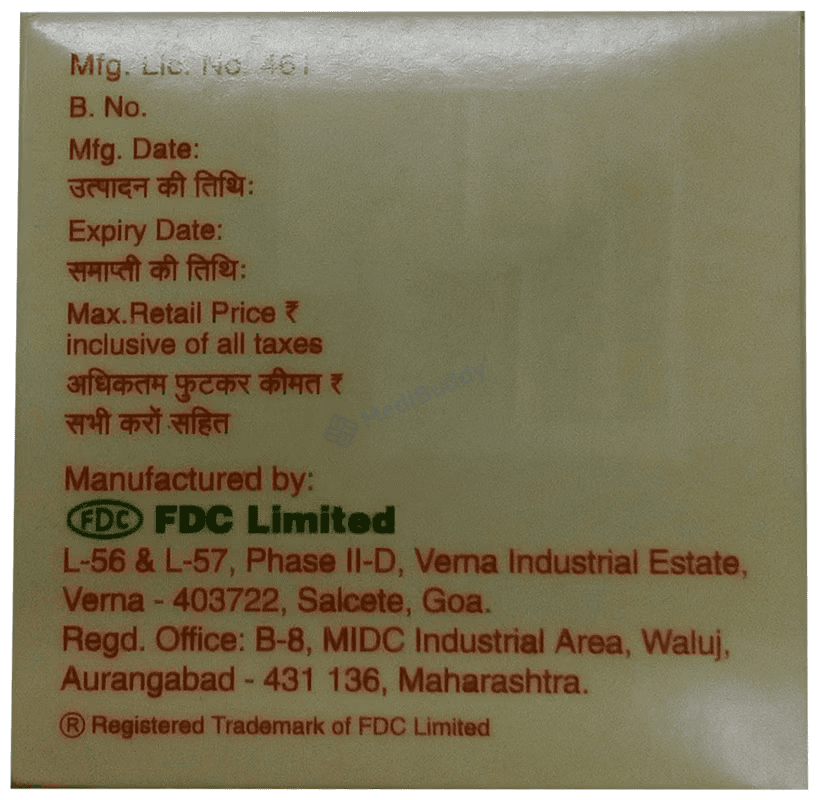 Mfg. Lic. No. 461
B. No.
Mfg. Date:
उत्पादन की तिथि:
Expiry Date:
समाप्ती की तिथि:
Max.Retail Price ₹
inclusive of all taxes
अधिकतम फुटकर कीमत ₹
सभी करों सहित
MediBuddy
Manufactured by:
FDC FDC Limited
L-56 & L-57, Phase II-D, Verna Industrial Estate,
Verna - 403722, Salcete, Goa.
Regd. Office: B-8, MIDC Industrial Area, Waluj,
Aurangabad - 431 136, Maharashtra.
® Registered Trademark of FDC Limited